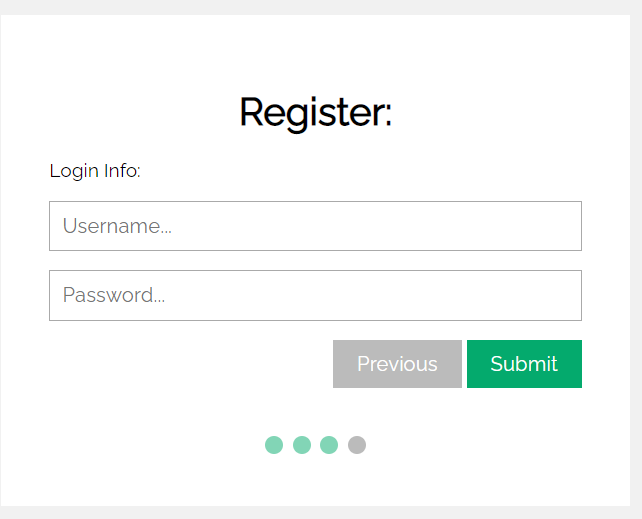 Register:
Login Info:
Username...
Password...
Previous Submit